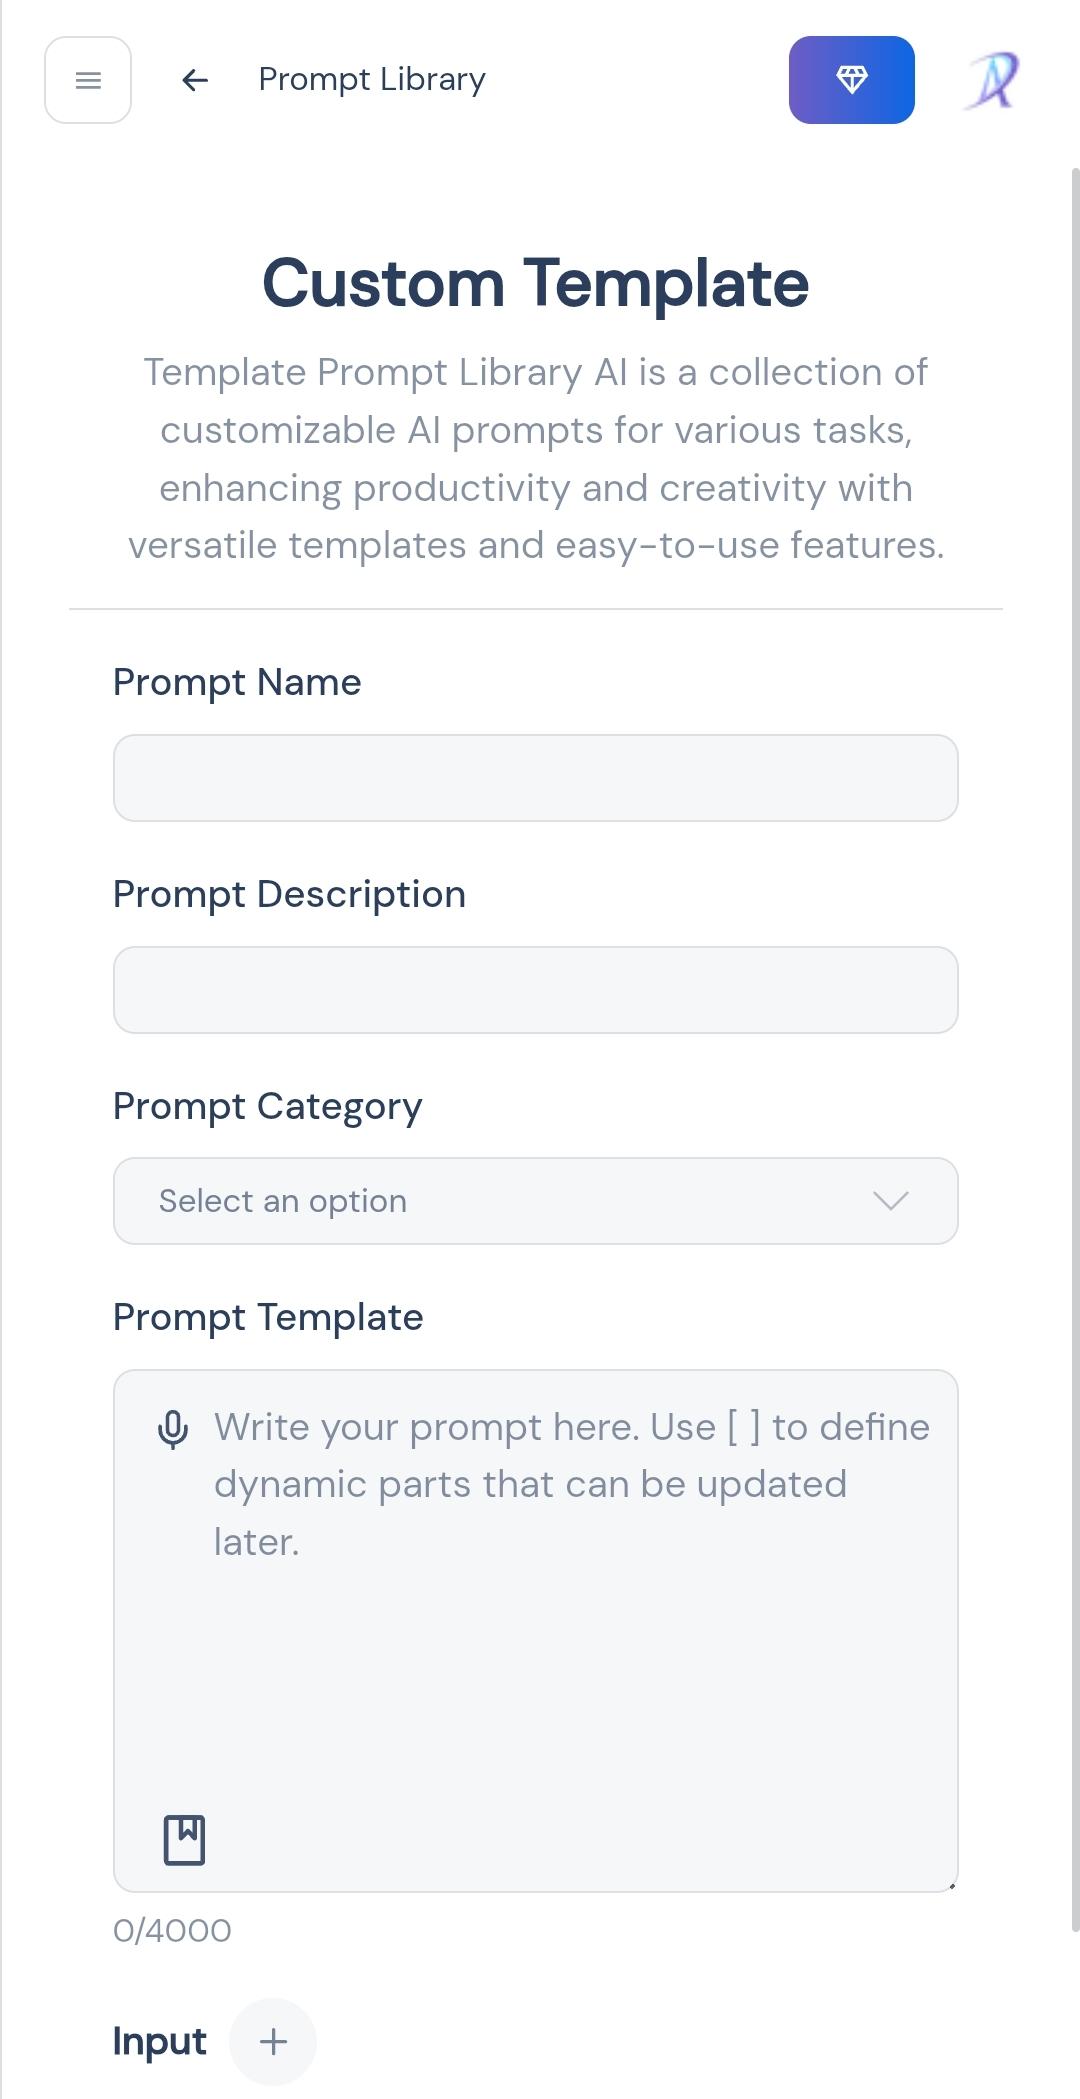 Prompt Library
Custom Template
Template Prompt Library AI is a collection of
customizable AI prompts for various tasks,
enhancing productivity and creativity with
versatile templates and easy-to-use features.
Prompt Name
Prompt Description
Prompt Category
Select an option
Prompt Template
Write your prompt here. Use [ ] to define
dynamic parts that can be updated
later.
0/4000
Input